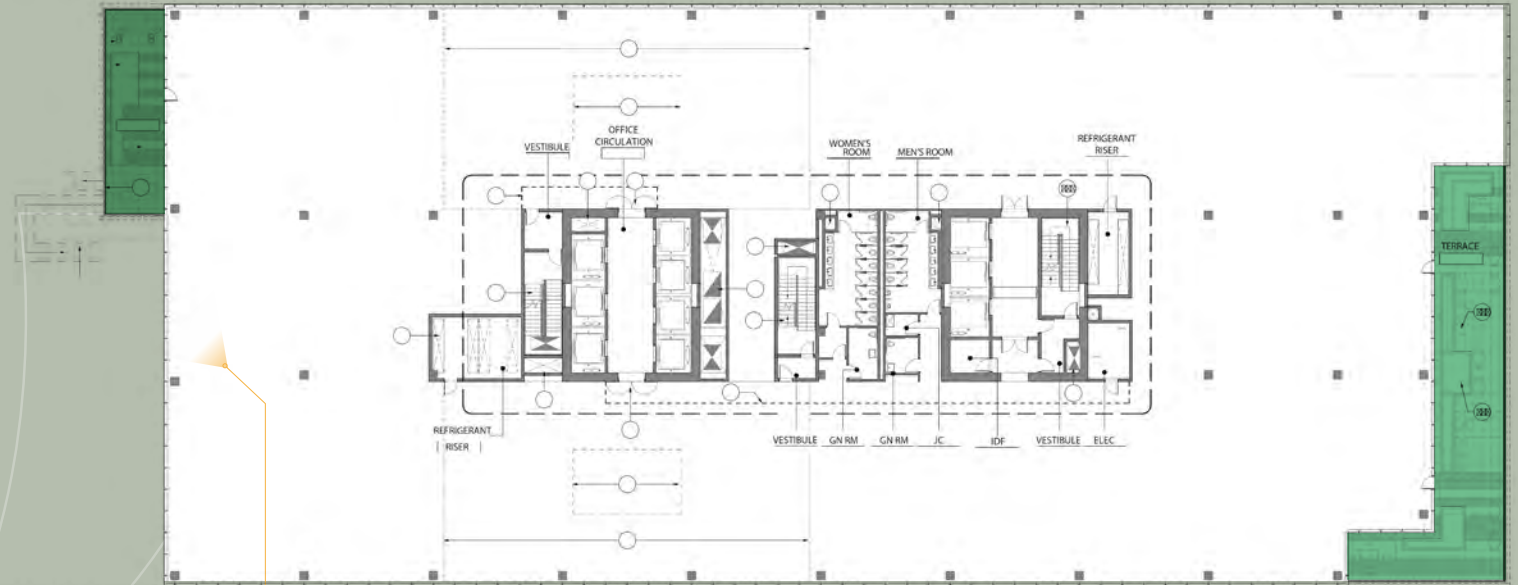 OFFICE
CIRCULATION
VESTIBULE
WOMEN'S
ROOM
MEN'S ROOM
REFRIGERANT
RISER
TERRACE
REFRIGERANT
RISER
VESTIBULE
GN RM
GN RM
JC
IDF
VESTIBULE
ELEC